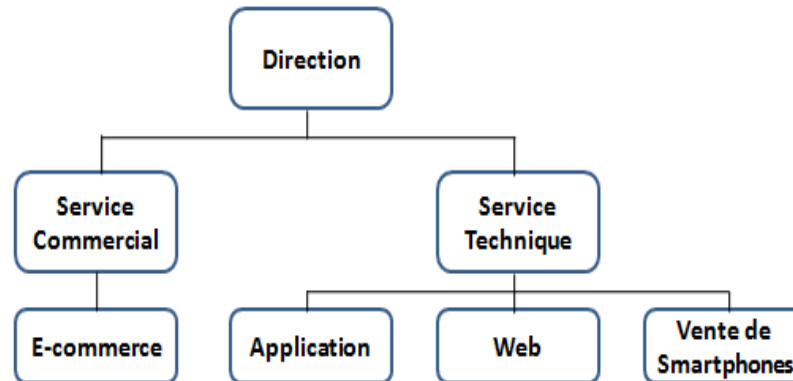 Direction
Service
Commercial
Service
Technique
E-commerce
Application
Web
Vente de
Smartphones